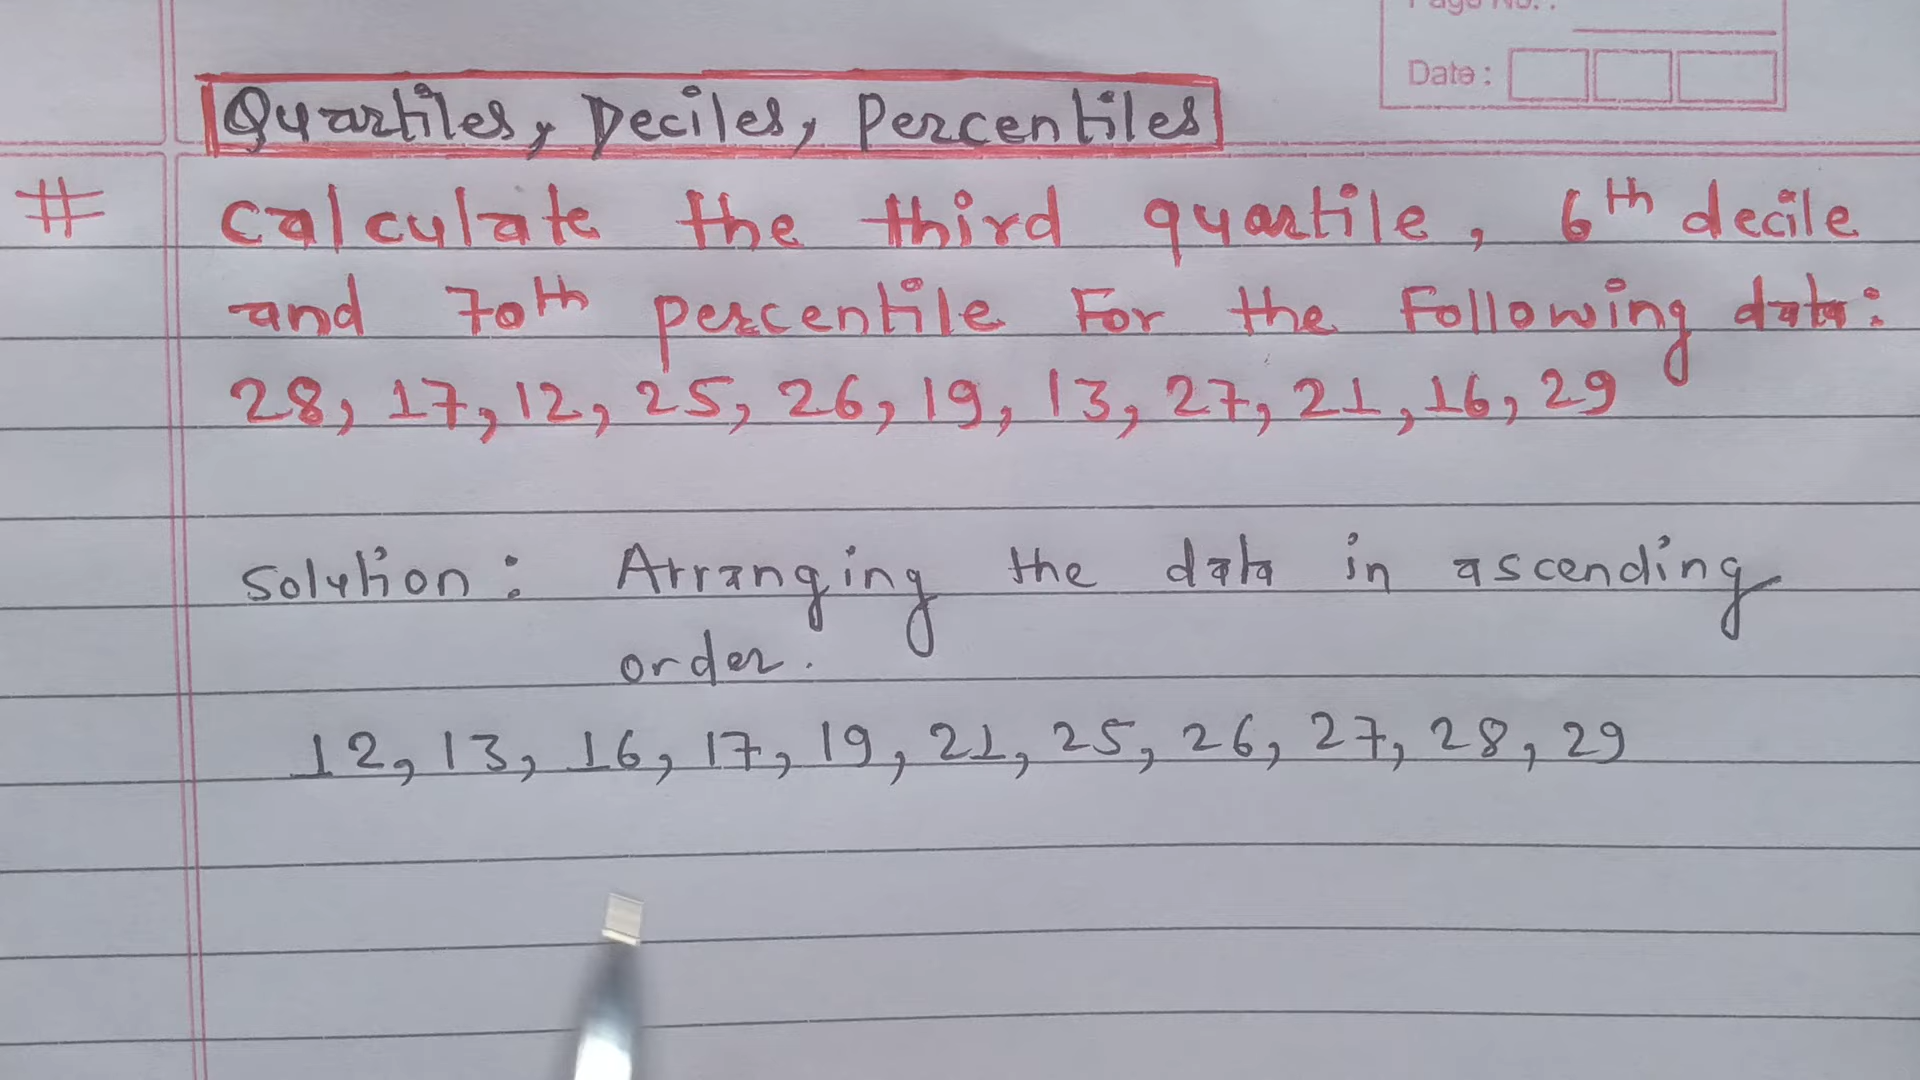 Page No. :
Date :
Quartiles, Deciles, Percentiles
# Calculate the third quartile, 6th decile
and 70th percentile For the Following data:
28, 17, 12, 25, 26, 19, 13, 27, 21, 16, 29
Solution : Arranging the data in ascending
order.
12, 13, 16, 17, 19, 21, 25, 26, 27, 28, 29